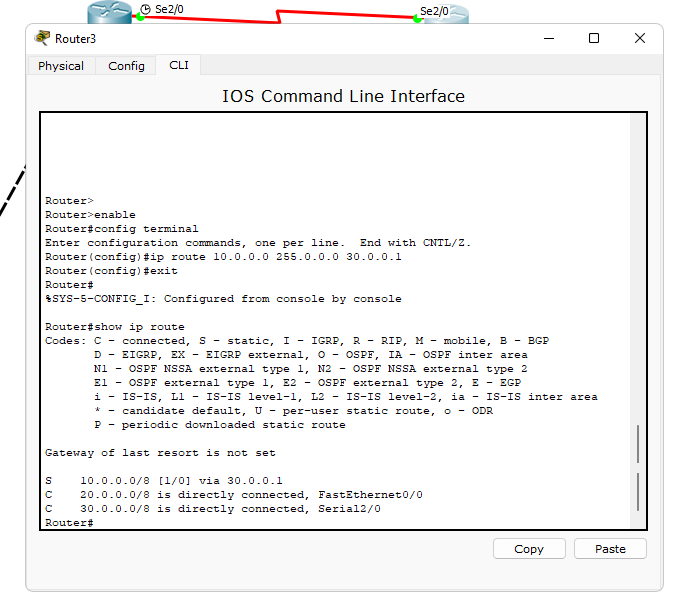 Se2/0
Se2/0
Router3
Physical Config CLI
IOS Command Line Interface
Router>
Router>enable
Router#config terminal
Enter configuration commands, one per line.  End with CNTL/Z.
Router(config)#ip route 10.0.0.0 255.0.0.0 30.0.0.1
Router(config)#exit
Router#
%SYS-5-CONFIG_I: Configured from console by console
Router#show ip route
Codes: C - connected, S - static, I - IGRP, R - RIP, M - mobile, B - BGP
       D - EIGRP, EX - EIGRP external, O - OSPF, IA - OSPF inter area
       N1 - OSPF NSSA external type 1, N2 - OSPF NSSA external type 2
       E1 - OSPF external type 1, E2 - OSPF external type 2, E - EGP
       i - IS-IS, L1 - IS-IS level-1, L2 - IS-IS level-2, ia - IS-IS inter area
       * - candidate default, U - per-user static route, o - ODR
       P - periodic downloaded static route
Gateway of last resort is not set
S    10.0.0.0/8 [1/0] via 30.0.0.1
C    20.0.0.0/8 is directly connected, FastEthernet0/0
C    30.0.0.0/8 is directly connected, Serial2/0
Router#
Copy Paste